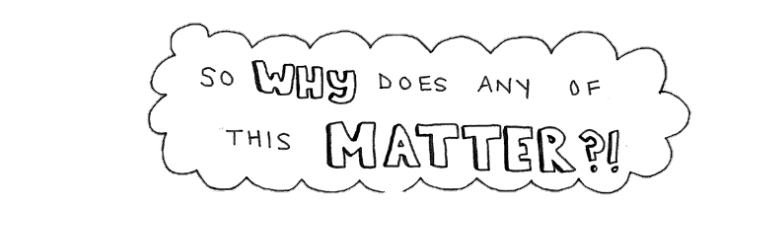 SO WHY DOES ANY OF
THIS MATTER?!